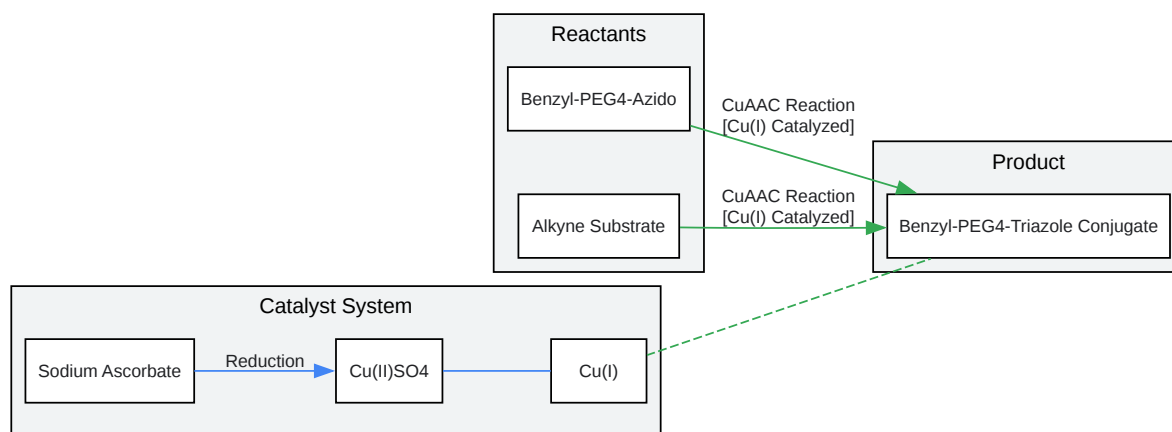 Reactants
Benzyl-PEG4-Azido
CuAAC Reaction
[Cu(I) Catalyzed]
Product
Alkyne Substrate
CuAAC Reaction
[Cu(I) Catalyzed]
Benzyl-PEG4-Triazole Conjugate
Catalyst System
Sodium Ascorbate
Reduction
Cu(II)SO4
Cu(I)